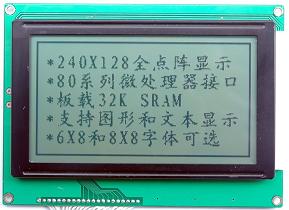 *240X128全点阵显示
*80系列微处理器接口
*板载32K SRAM
*支持图形和文本显示
*6X8和8X8字体可选